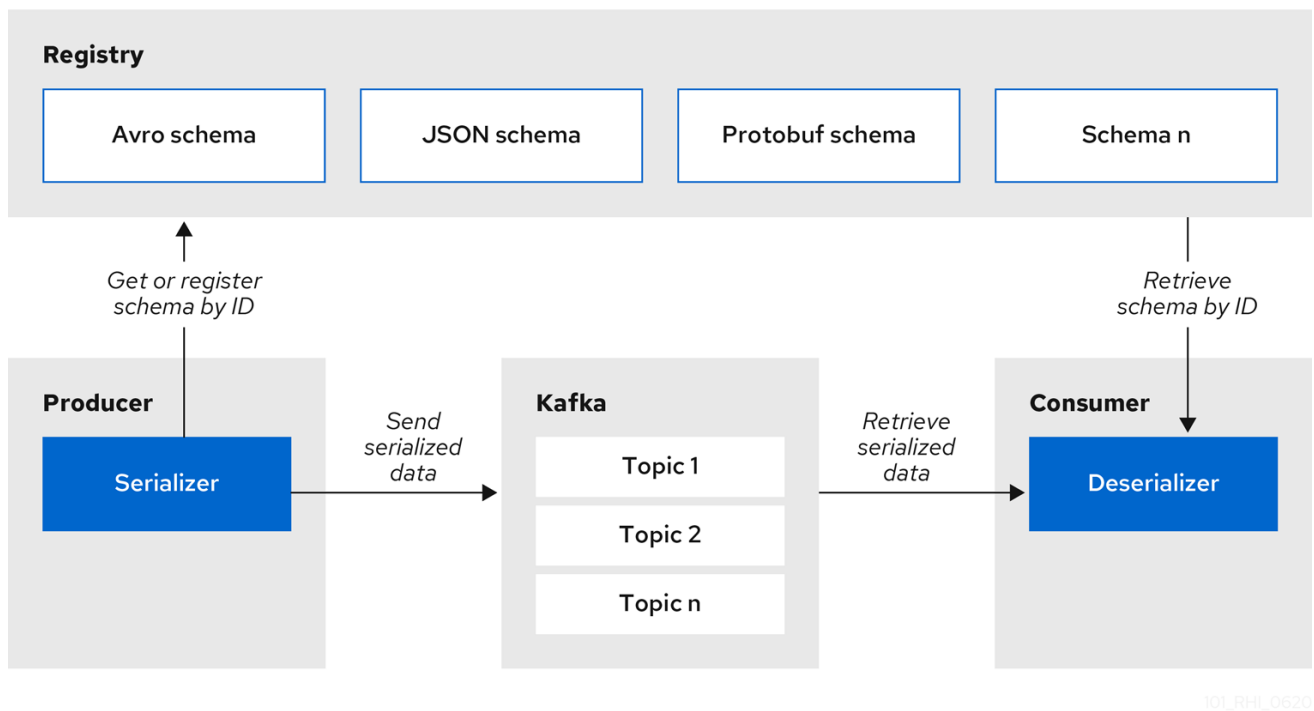 Registry
Avro schema
JSON schema
Protobuf schema
Schema n
Get or register
schema by ID
Retrieve
schema by ID
Producer
Serializer
Send
serialized
data
Kafka
Topic 1
Topic 2
Topic n
Retrieve
serialized
data
Consumer
Deserializer
101_RHI_0620